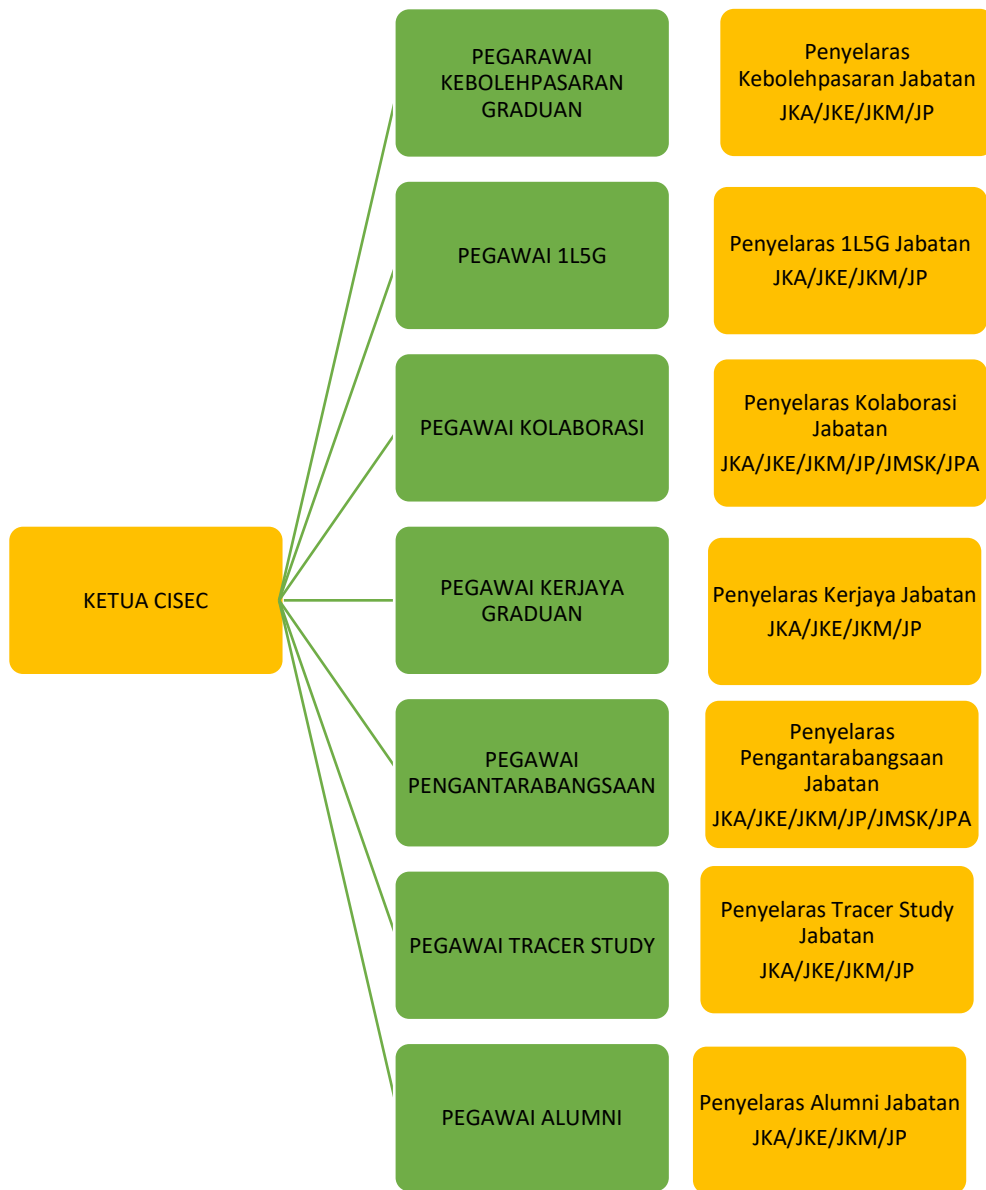 PEGARAWAI
KEBOLEHPASARAN
GRADUAN
Penyelaras
Kebolehpasaran Jabatan
JKA/JKE/JKM/JP
PEGAWAI 1L5G
Penyelaras 1L5G Jabatan
JKA/JKE/JKM/JP
PEGAWAI KOLABORASI
Penyelaras Kolaborasi
Jabatan
JKA/JKE/JKM/JP/JMSK/JPA
KETUA CISEC
PEGAWAI KERJAYA
GRADUAN
Penyelaras Kerjaya Jabatan
JKA/JKE/JKM/JP
PEGAWAI
PENGANTARABANGSAAN
Penyelaras
Pengantarabangsaan
Jabatan
JKA/JKE/JKM/JP/JMSK/JPA
PEGAWAI TRACER STUDY
Penyelaras Tracer Study
Jabatan
JKA/JKE/JKM/JP
PEGAWAI ALUMNI
Penyelaras Alumni Jabatan
JKA/JKE/JKM/JP